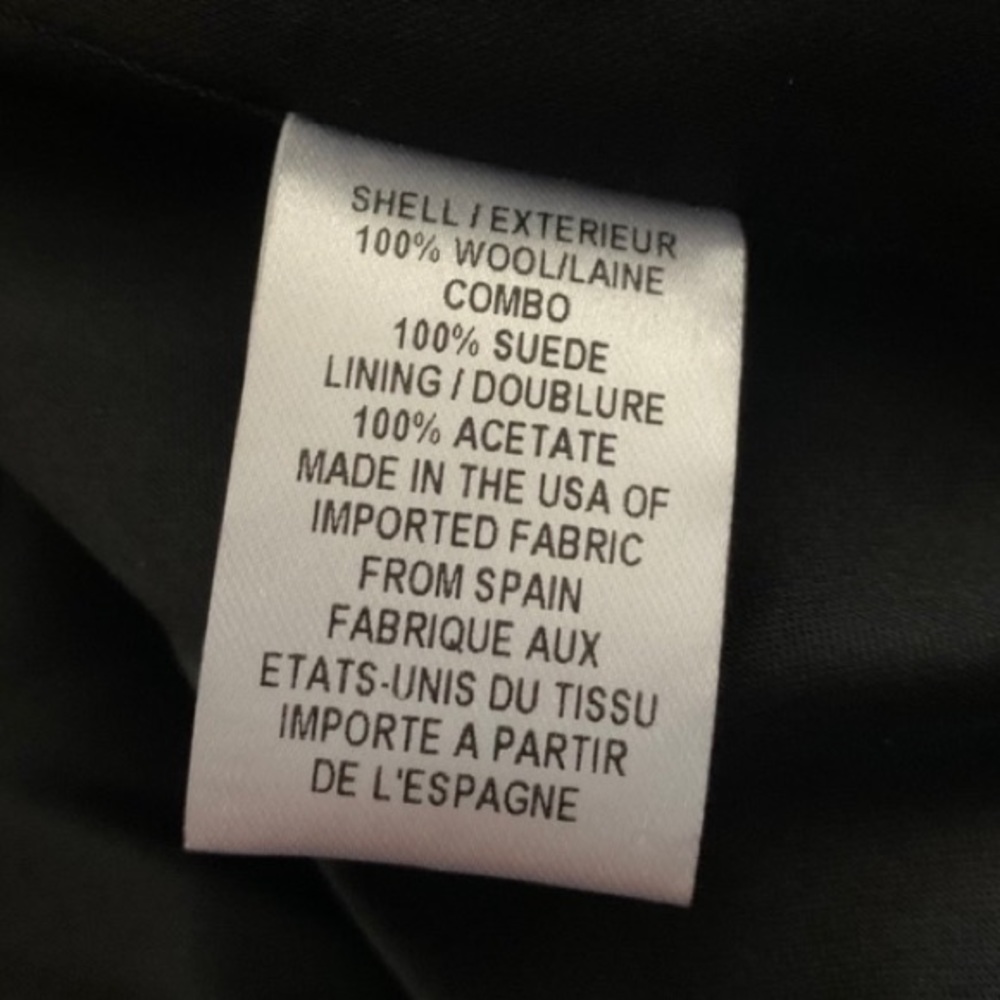 SHELL / EXTERIEUR
100% WOOL/LAINE
COMBO
100% SUEDE
LINING / DOUBLURE
100% ACETATE
MADE IN THE USA OF
IMPORTED FABRIC
FROM SPAIN
FABRIQUE AUX
ETATS-UNIS DU TISSU
IMPORTE A PARTIR
DE L'ESPAGNE